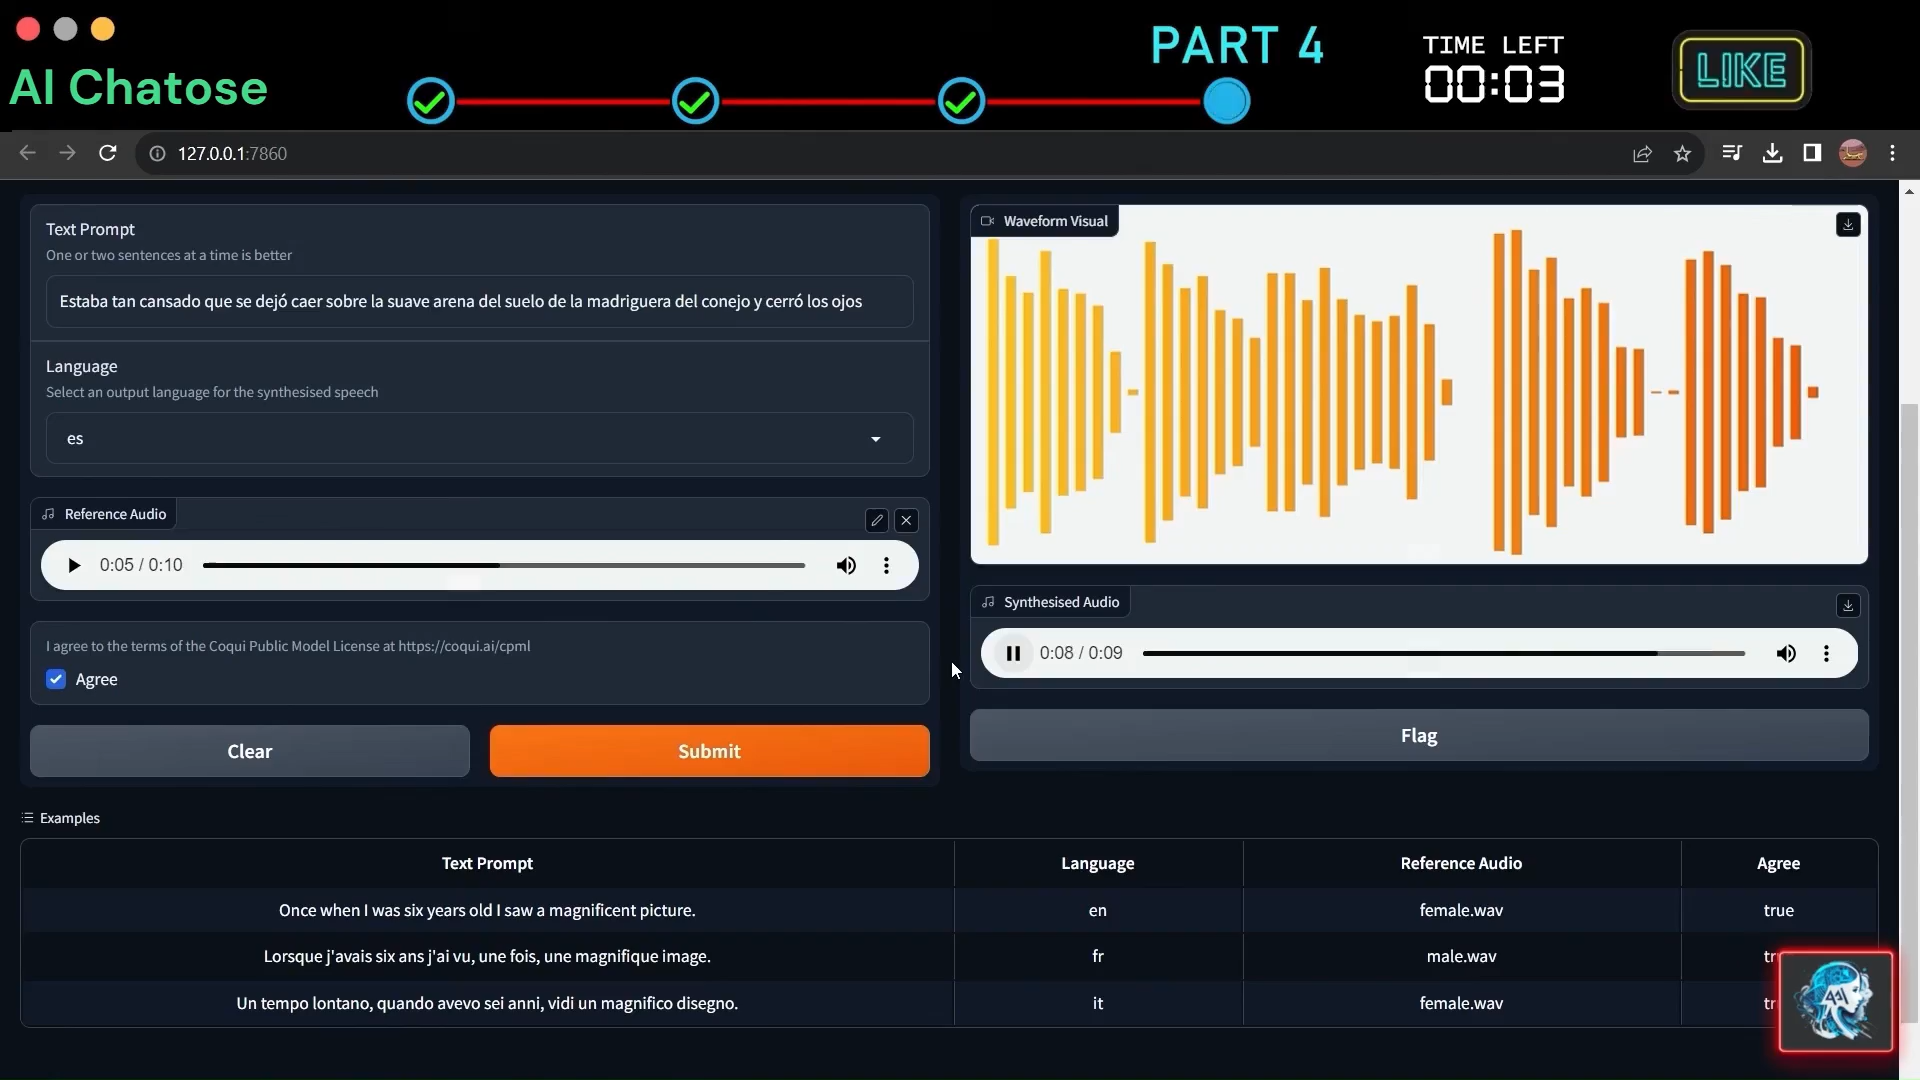 AI Chatose
PART 4
TIME LEFT
00:03
LIKE
127.0.0.1:7860
Text Prompt
One or two sentences at a time is better
Estaba tan cansado que se dejó caer sobre la suave arena del suelo de la madriguera del conejo y cerró los ojos
Language
Select an output language for the synthesised speech
es
Reference Audio
0:05 / 0:10
I agree to the terms of the Coqui Public Model License at https://coqui.ai/cpml
Agree
Clear
Submit
Waveform Visual
Synthesised Audio
0:08 / 0:09
Flag
Examples
Text Prompt Language Reference Audio Agree
Once when I was six years old I saw a magnificent picture. en female.wav true
Lorsque j'avais six ans j'ai vu, une fois, une magnifique image. fr male.wav
Un tempo lontano, quando avevo sei anni, vidi un magnifico disegno. it female.wav